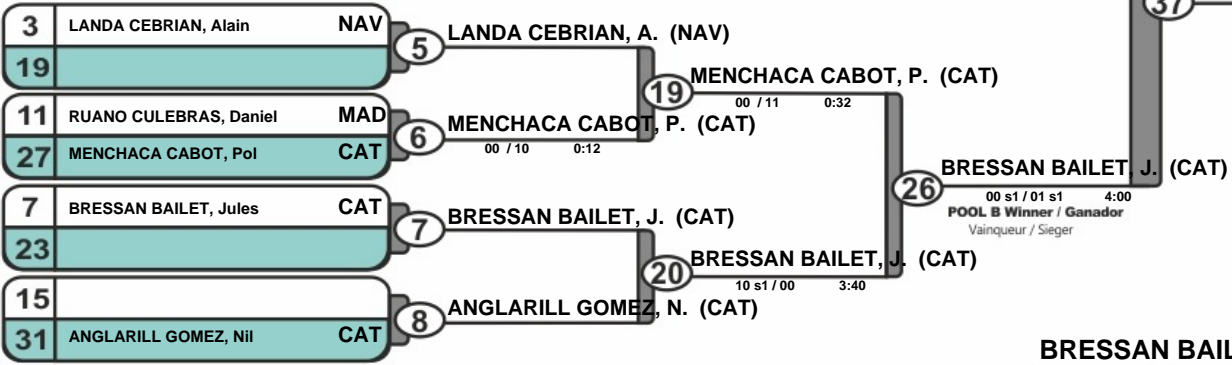 37
3 LANDA CEBRIAN, Alain NAV
19
5 LANDA CEBRIAN, A. (NAV)
11 RUANO CULEBRAS, Daniel MAD
27 MENCHACA CABOT, Pol CAT
6 MENCHACA CABOT, P. (CAT)
00 / 10 0:12
19 MENCHACA CABOT, P. (CAT)
00 / 11 0:32
7 BRESSAN BAILET, Jules CAT
23
7 BRESSAN BAILET, J. (CAT)
15
31 ANGLARILL GOMEZ, Nil CAT
8 ANGLARILL GOMEZ, N. (CAT)
20 BRESSAN BAILET, J. (CAT)
10 s1 / 00 3:40
26 BRESSAN BAILET, J. (CAT)
00 s1 / 01 s1 4:00
POOL B Winner / Ganador
Vainqueur / Sieger
BRESSAN BAIL